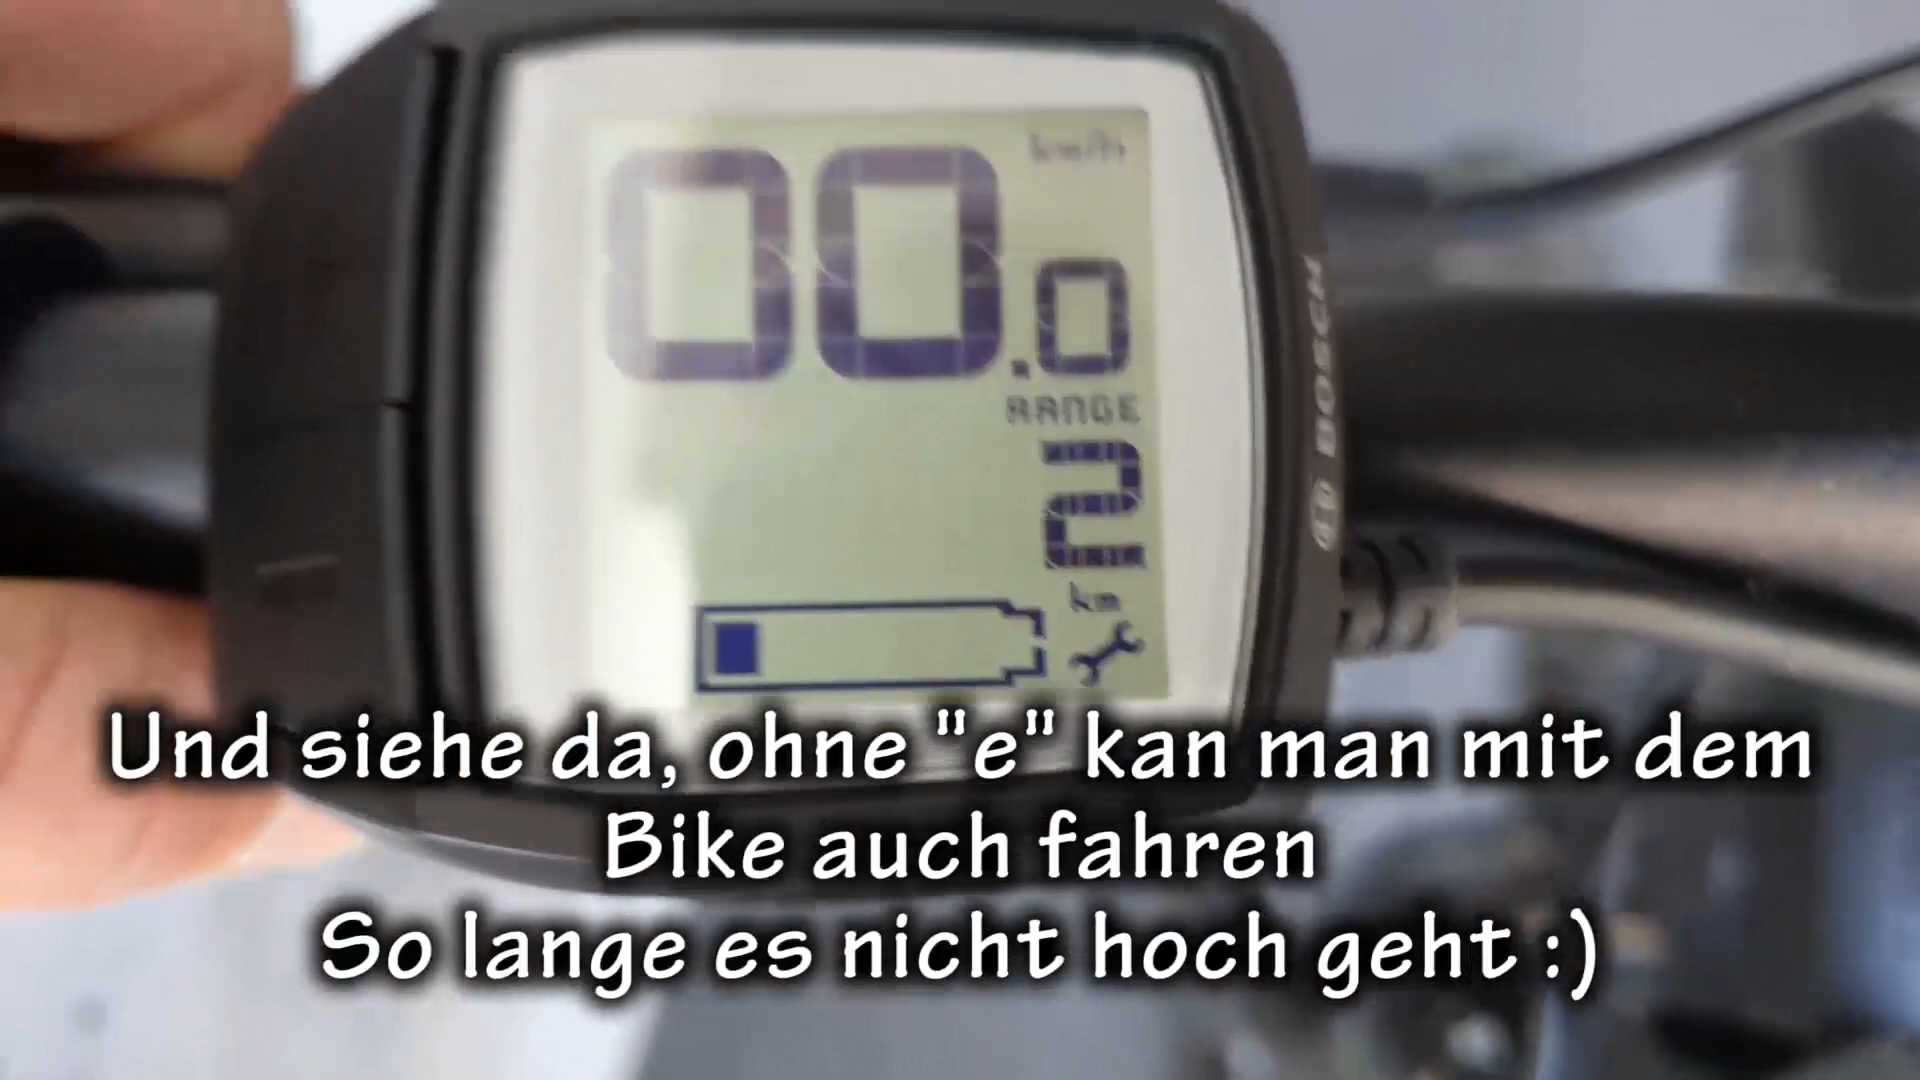 km/h
00.0
RANGE
2
km
BOSCH
Und siehe da, ohne "e" kan man mit dem
Bike auch fahren
So lange es nicht hoch geht :)